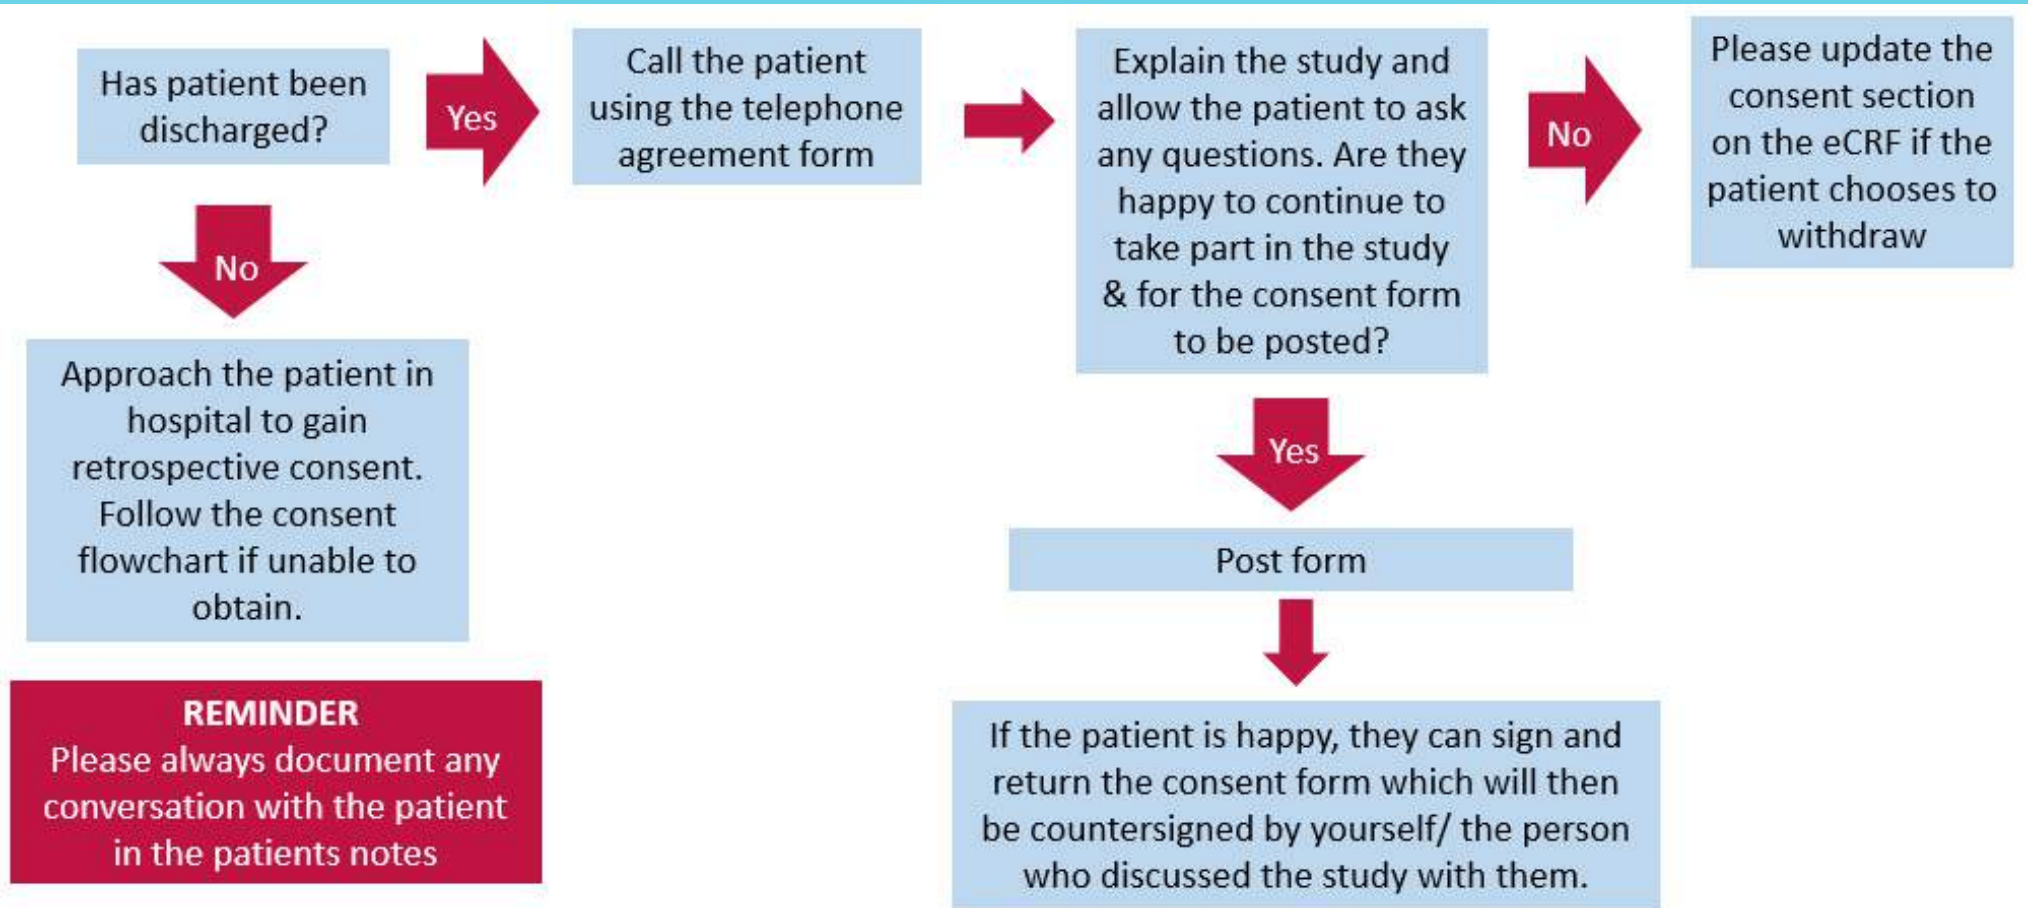 Has patient been
discharged?
Yes
Call the patient
using the telephone
agreement form
Explain the study and
allow the patient to ask
any questions. Are they
happy to continue to
take part in the study
& for the consent form
to be posted?
No
Please update the
consent section
on the eCRF if the
patient chooses to
withdraw
No
Approach the patient in
hospital to gain
retrospective consent.
Follow the consent
flowchart if unable to
obtain.
Yes
Post form
If the patient is happy, they can sign and
return the consent form which will then
be countersigned by yourself/ the person
who discussed the study with them.
REMINDER
Please always document any
conversation with the patient
in the patients notes